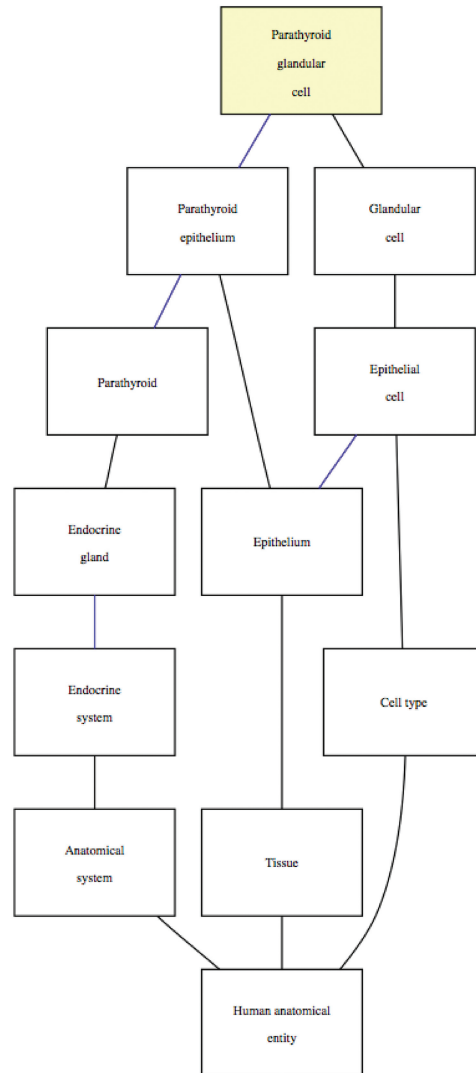 Parathyroid
glandular
cell
Parathyroid
epithelium
Glandular
cell
Parathyroid
Epithelial
cell
Endocrine
gland
Epithelium
Endocrine
system
Cell type
Anatomical
system
Tissue
Human anatomical
entity